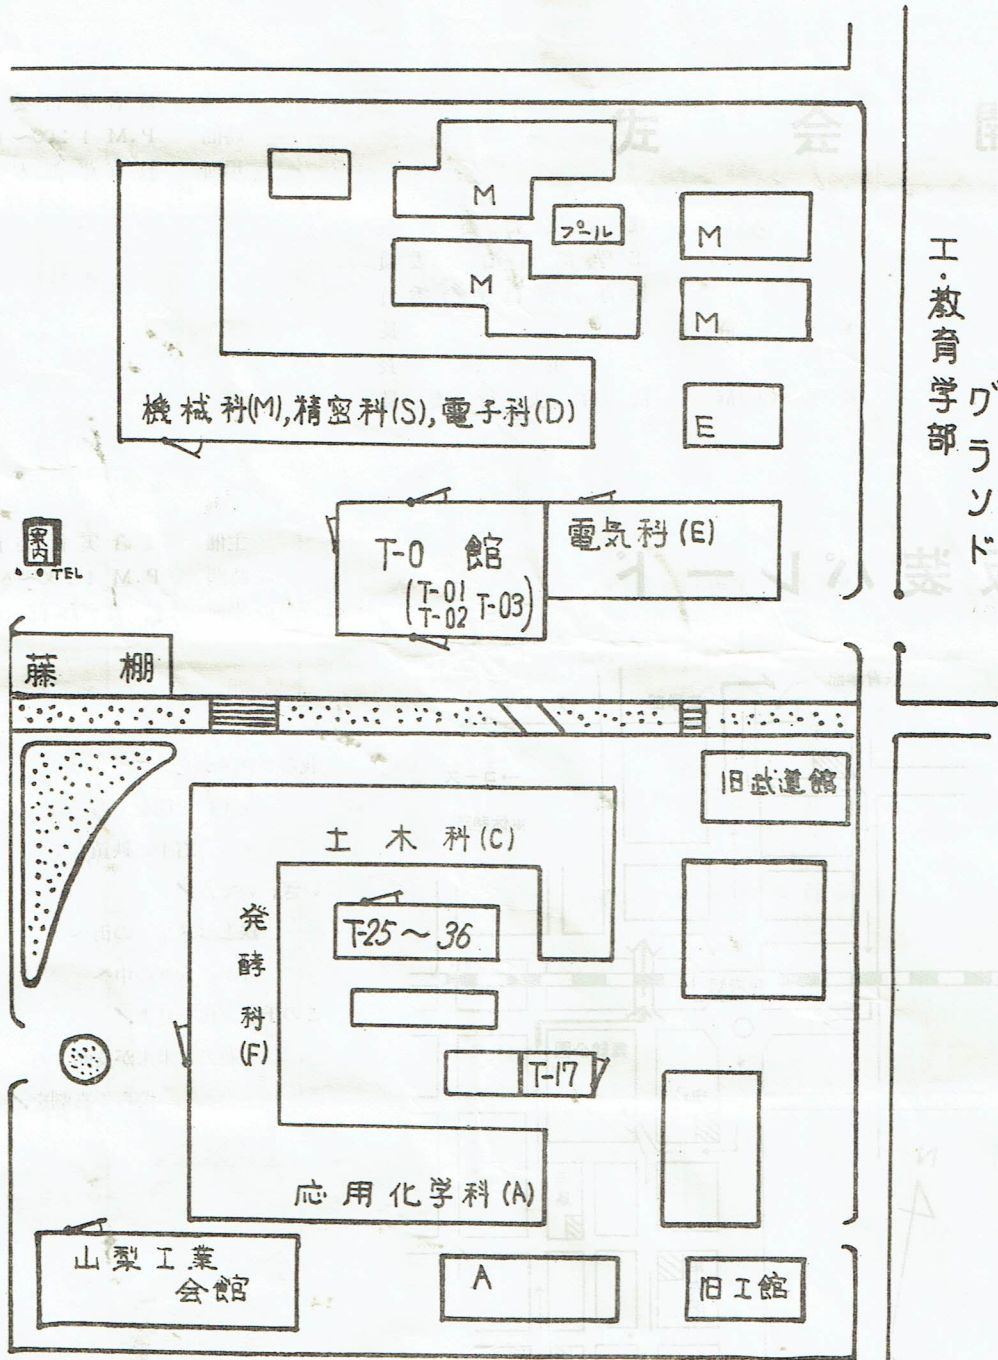 M
プール
M
M
M
機械科(M),精密科(S),電子科(D)
E
工・教育学部
グランド
案内
TEL
T-0 館
(T-01
T-02 T-03)
電気科(E)
藤棚
旧武道館
土木科(C)
T-25～36
発酵科(F)
T-17
応用化学科(A)
山梨工業
会館
A
旧工館